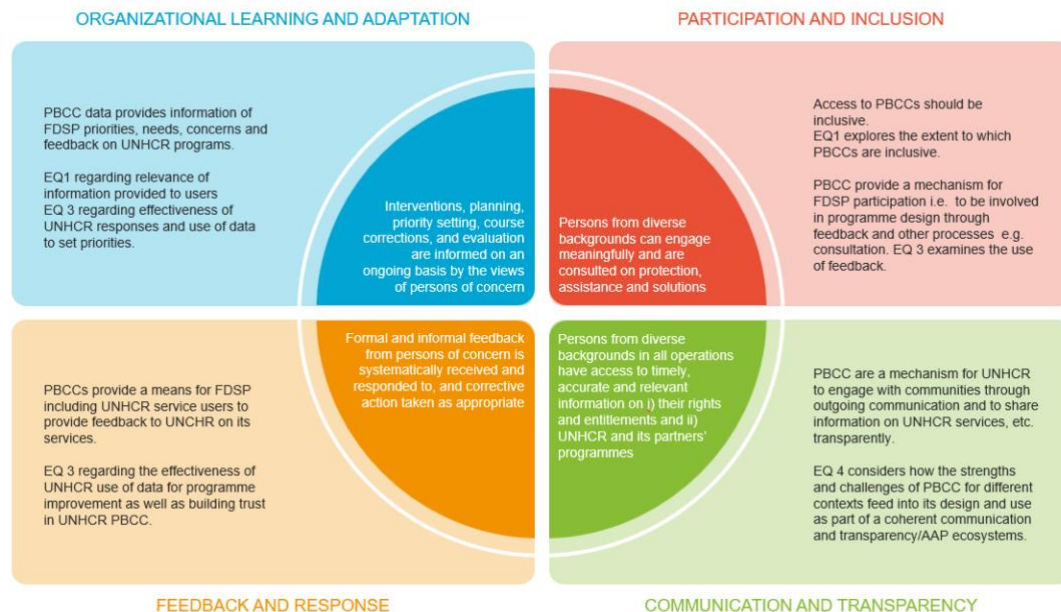 ORGANIZATIONAL LEARNING AND ADAPTATION
PARTICIPATION AND INCLUSION
PBCC data provides information of
FDSP priorities, needs, concerns and
feedback on UNHCR programs.
EQ1 regarding relevance of
information provided to users
EQ 3 regarding effectiveness of
UNHCR responses and use of data
to set priorities.
Interventions, planning,
priority setting, course
corrections, and evaluation
are informed on an
ongoing basis by the views
of persons of concern
Persons from diverse
backgrounds can engage
meaningfully and are
consulted on protection,
assistance and solutions
Access to PBCCs should be
inclusive.
EQ1 explores the extent to which
PBCCs are inclusive.
PBCC provide a mechanism for
FDSP participation i.e. to be involved
in programme design through
feedback and other processes e.g.
consultation. EQ 3 examines the use
of feedback.
PBCCs provide a means for FDSP
including UNHCR service users to
provide feedback to UNCHR on its
services.
EQ 3 regarding the effectiveness of
UNHCR use of data for programme
improvement as well as building trust
in UNHCR PBCC.
Formal and informal feedback
from persons of concern is
systematically received and
responded to, and corrective
action taken as appropriate
Persons from diverse
backgrounds in all operations
have access to timely,
accurate and relevant
information on i) their rights
and entitlements and ii)
UNHCR and its partners'
programmes
PBCC are a mechanism for UNHCR
to engage with communities through
outgoing communication and to share
information on UNHCR services, etc.
transparently.
EQ 4 considers how the strengths
and challenges of PBCC for different
contexts feed into its design and use
as part of a coherent communication
and transparency/AAP ecosystems.
FEEDBACK AND RESPONSE
COMMUNICATION AND TRANSPARENCY